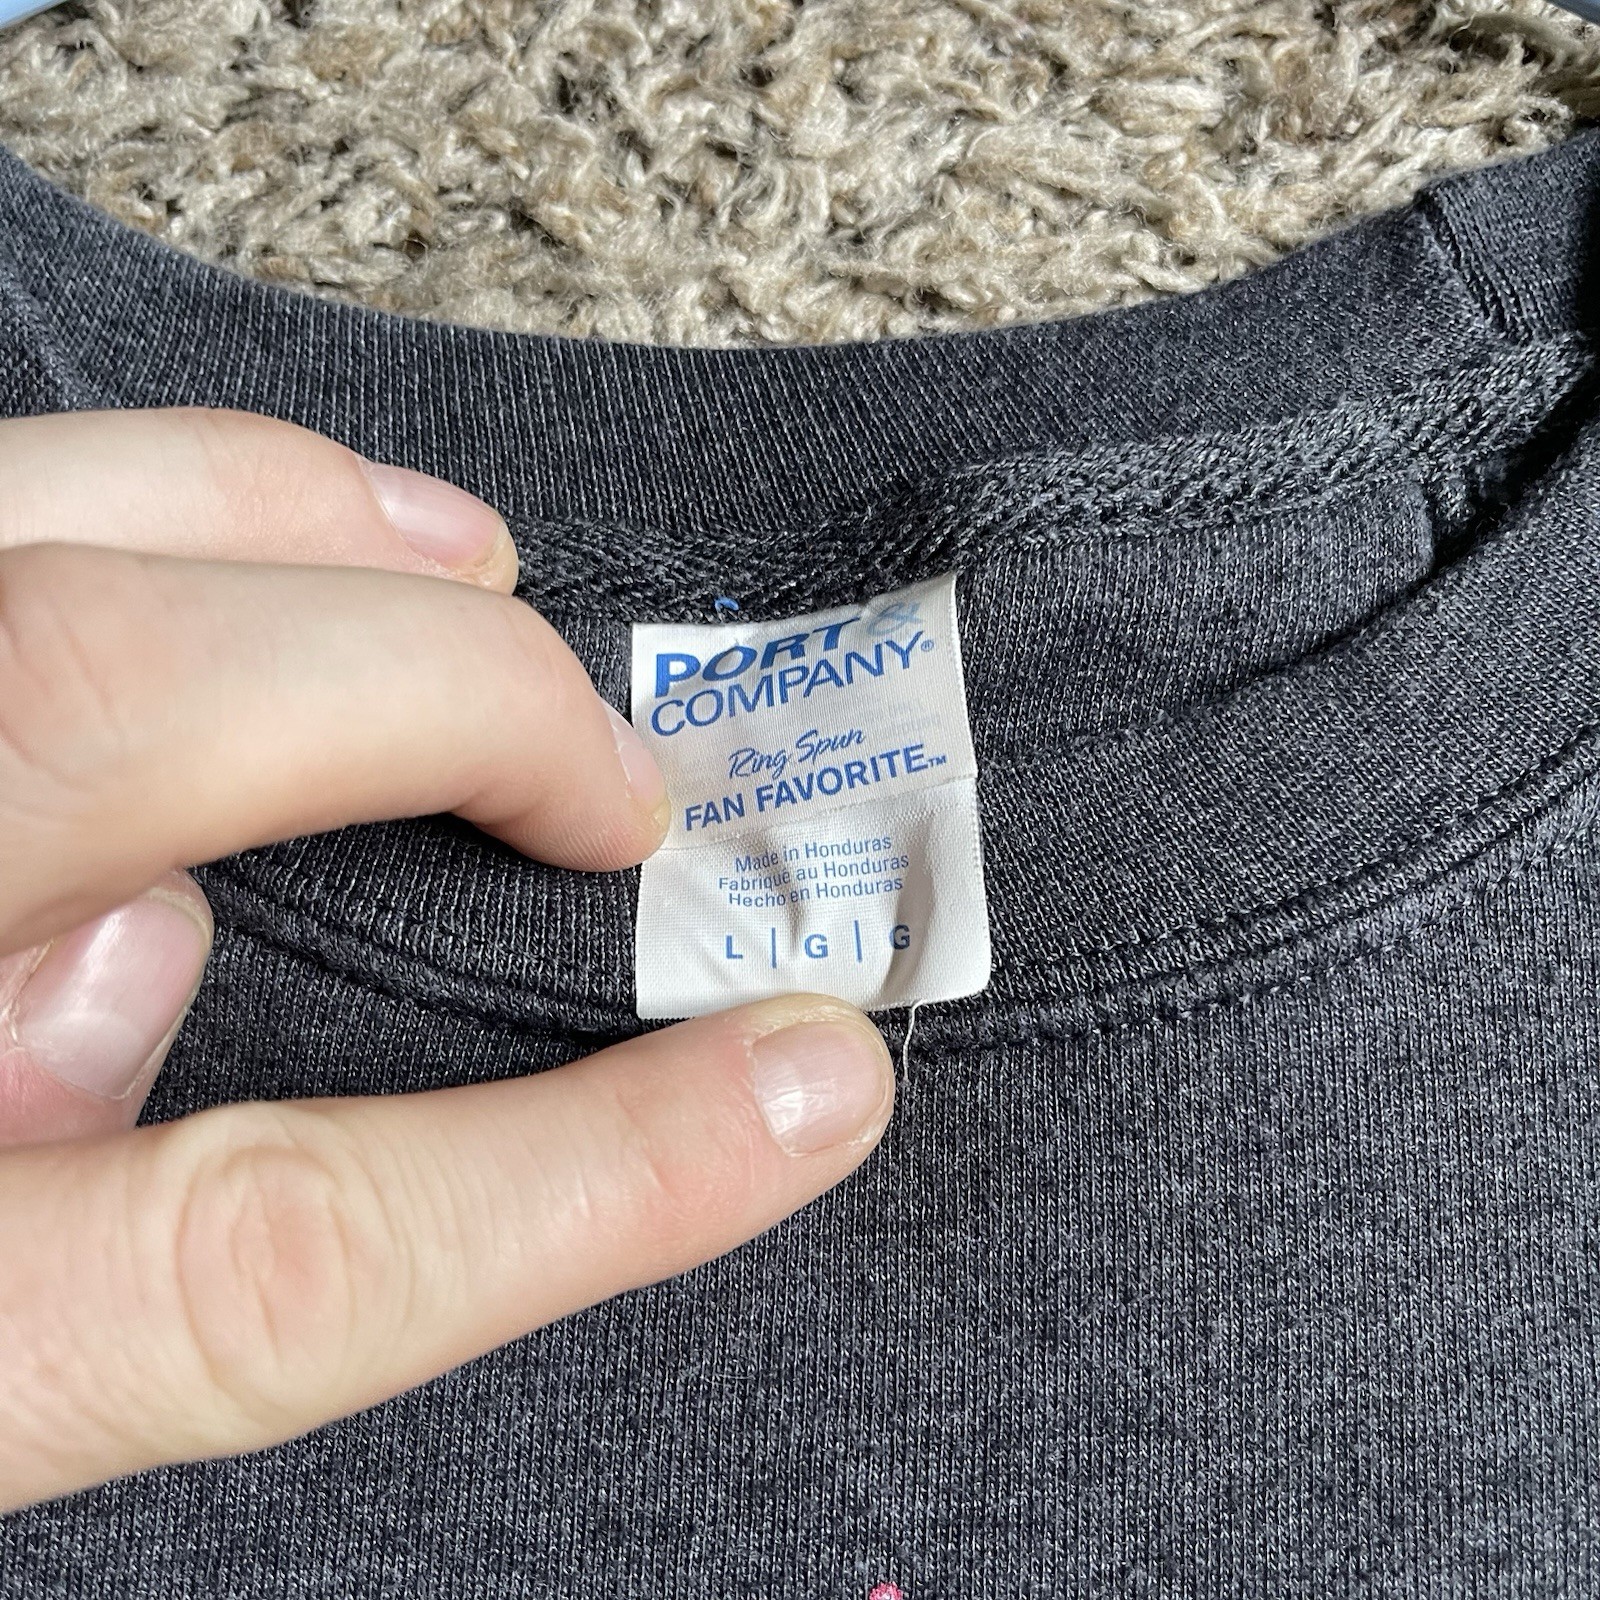 PORT &
COMPANY®
Ring Spun
FAN FAVORITE™
Made in Honduras
Fabriqué au Honduras
Hecho en Honduras
L | G | G